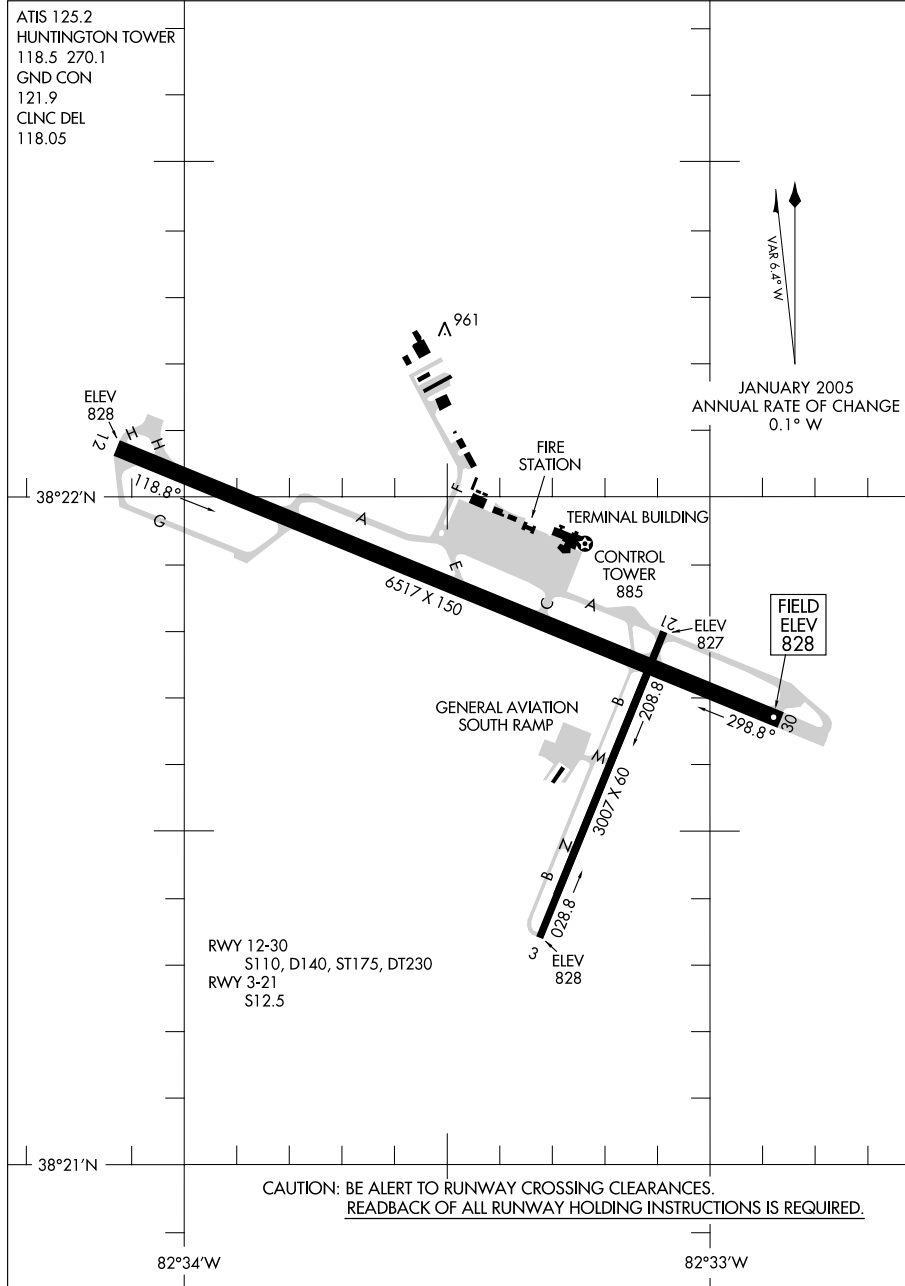 ATIS 125.2
HUNTINGTON TOWER
118.5 270.1
GND CON
121.9
CLNC DEL
118.05
VAR 6.4° W
JANUARY 2005
ANNUAL RATE OF CHANGE
0.1° W
961
ELEV
828
12
H
H
118.8°
G
38°22'N
A
F
FIRE
STATION
TERMINAL BUILDING
CONTROL
TOWER
885
E
6517 X 150
C
A
21
ELEV
827
FIELD
ELEV
828
GENERAL AVIATION
SOUTH RAMP
B
208.8
298.8°
30
M
3007 X 60
N
B
028.8
3
ELEV
828
RWY 12-30
S110, D140, ST175, DT230
RWY 3-21
S12.5
38°21'N
CAUTION: BE ALERT TO RUNWAY CROSSING CLEARANCES.
READBACK OF ALL RUNWAY HOLDING INSTRUCTIONS IS REQUIRED.
82°34'W
82°33'W